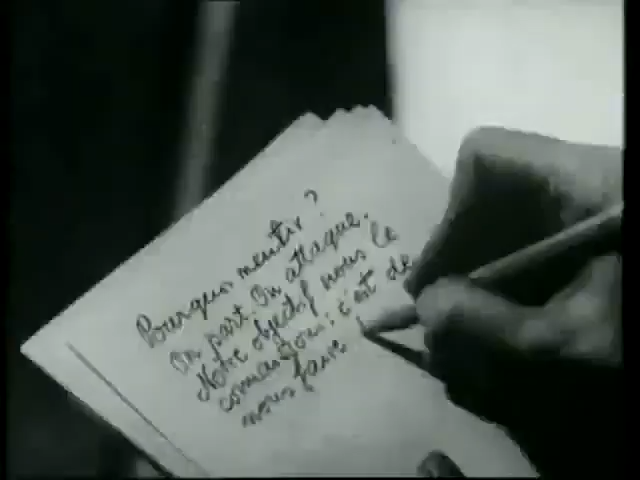 Pourquoi mentir?
On part. On attaque.
Notre objectif nous le
connaissons: c'est de
nous faire